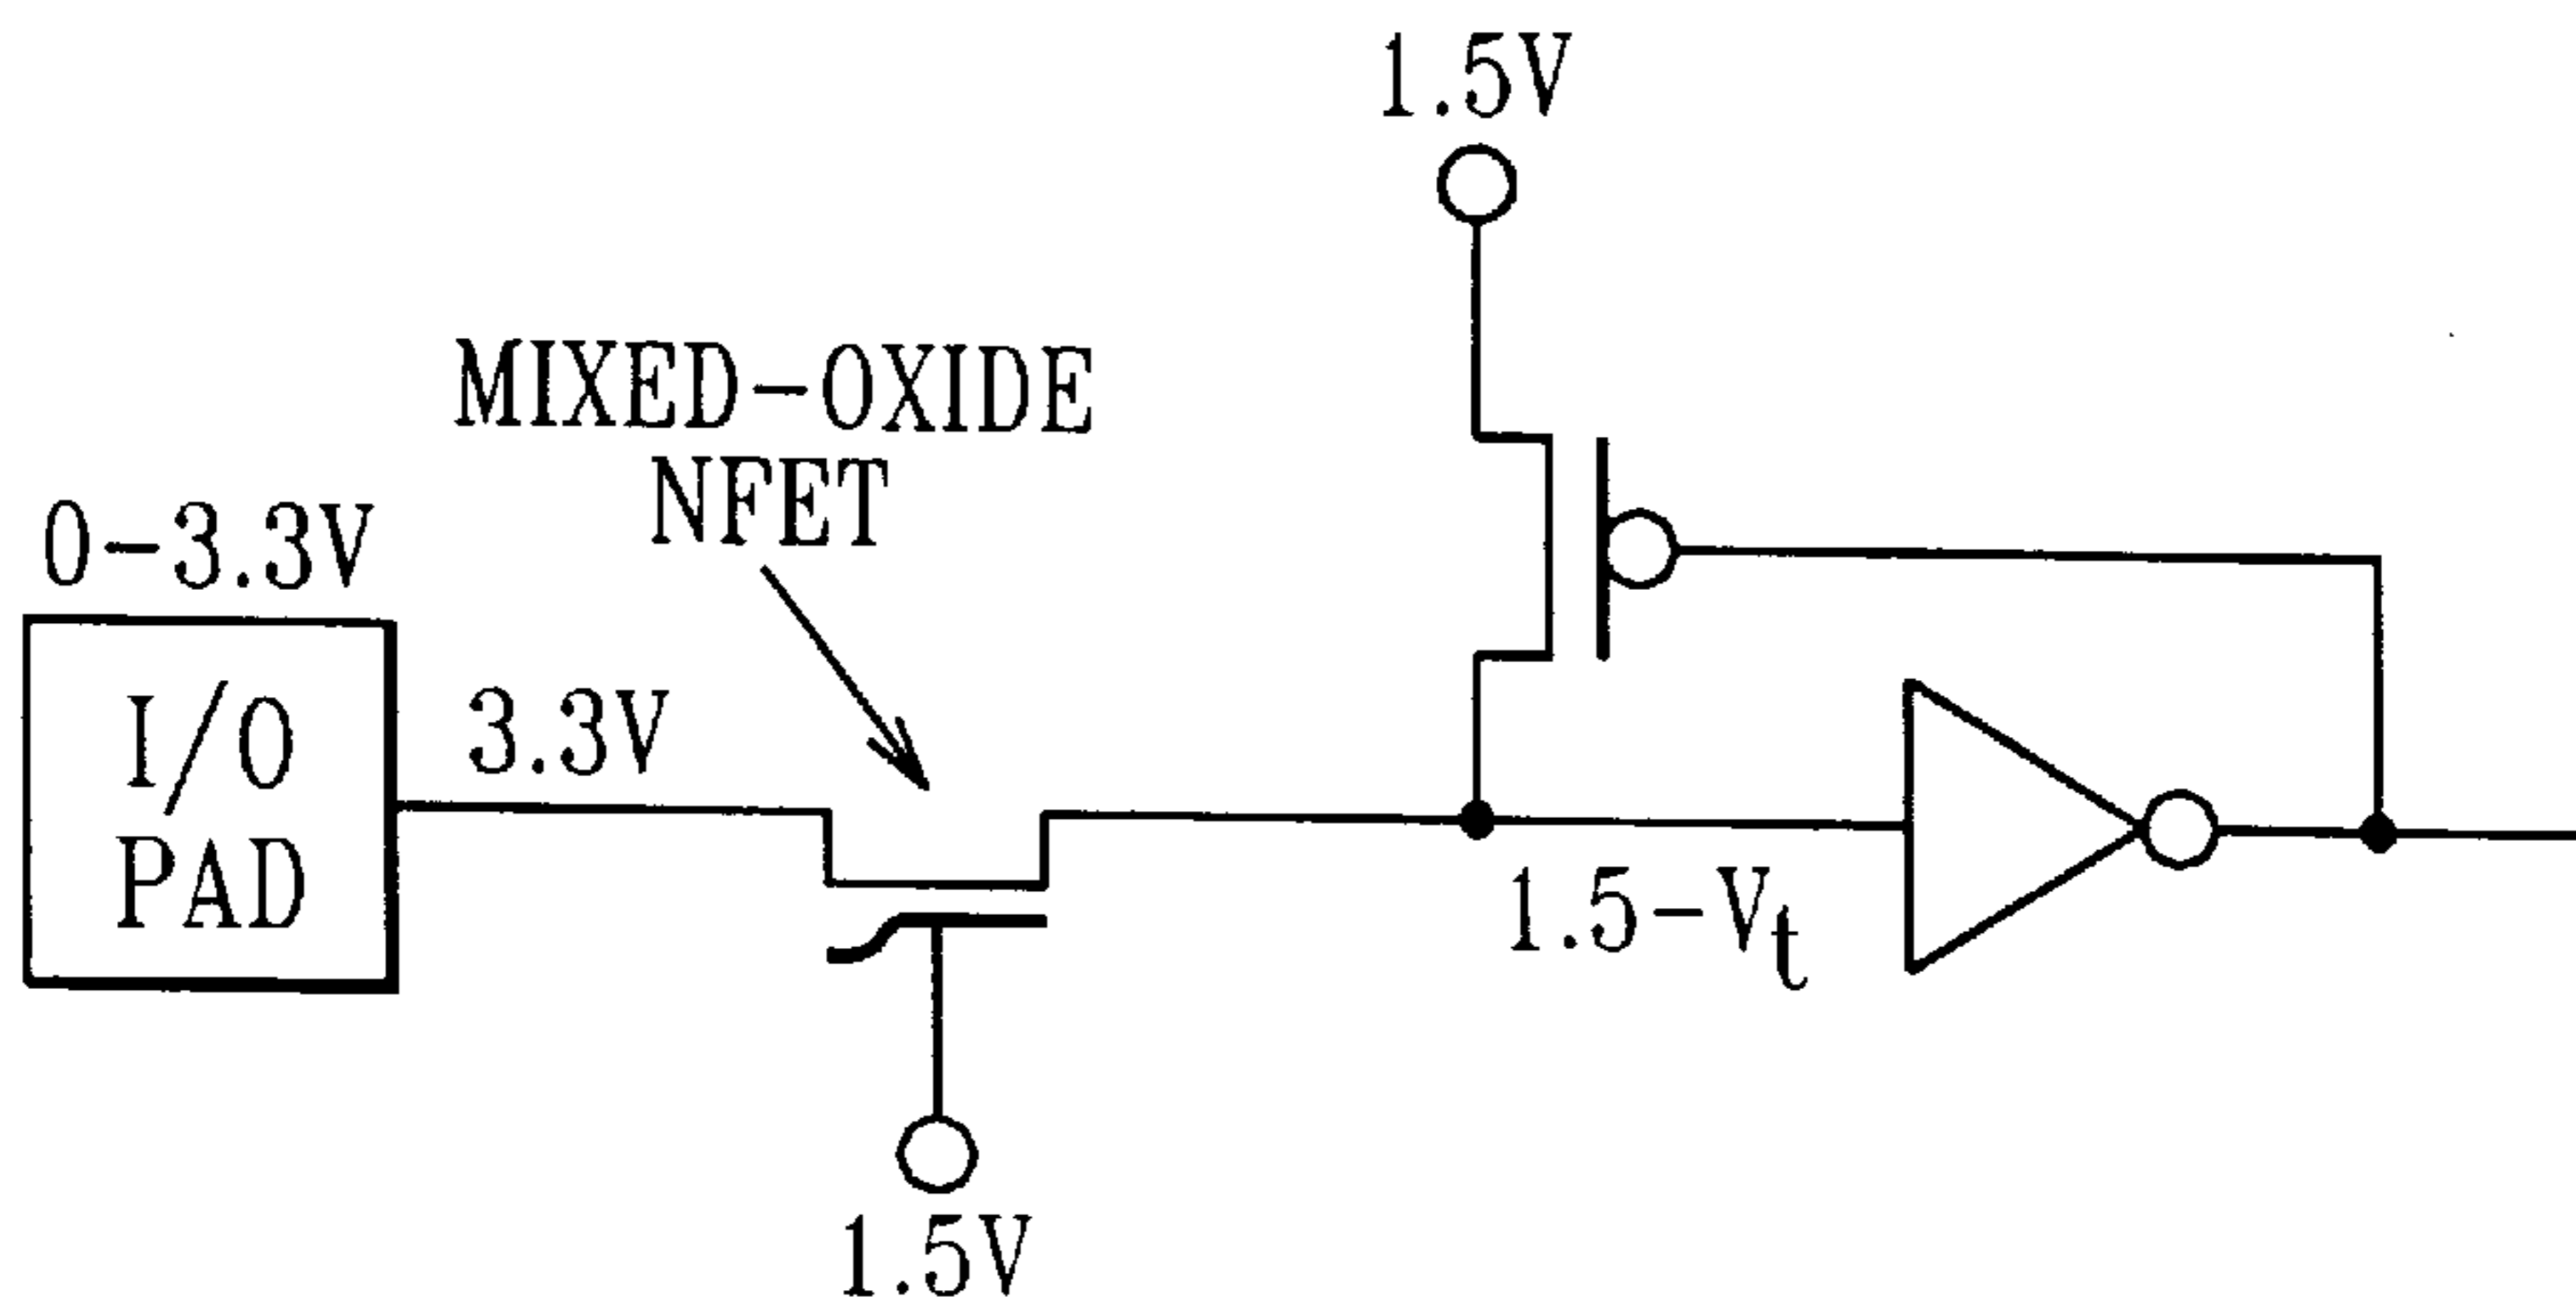 1.5V
MIXED-OXIDE
NFET
0-3.3V
I/O
PAD
3.3V
1.5-Vt
1.5V